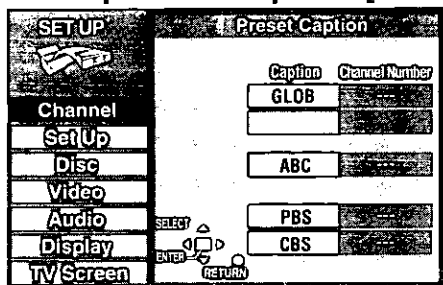 SET UP
Preset Caption
Caption Channel Number
GLOB ---
---
ABC ---
PBS ---
CBS ---
Channel
Set Up
Disc
Video
Audio
Display
TV Screen
SELECT
ENTER
RETURN